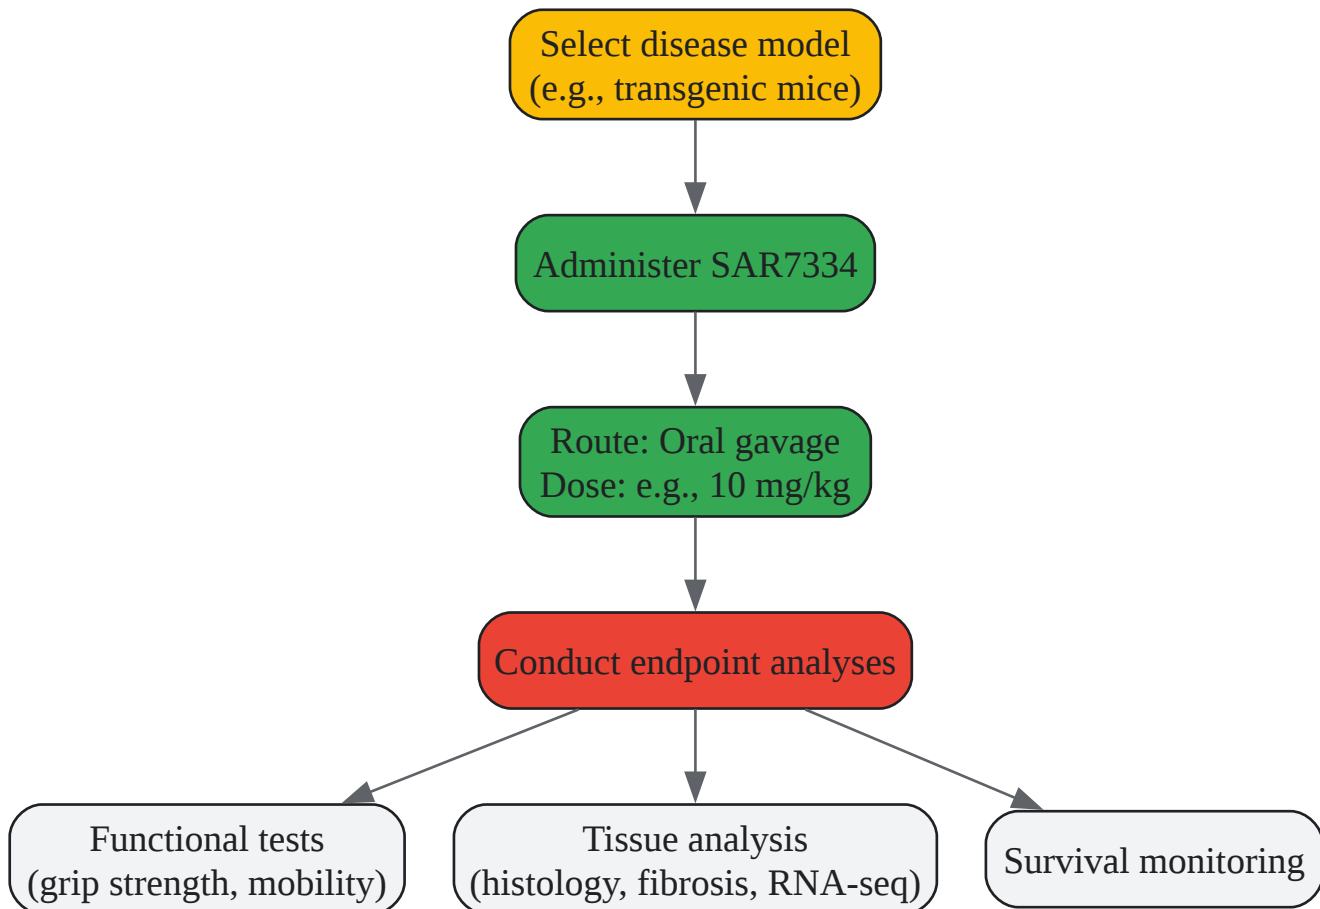 Select disease model
(e.g., transgenic mice)
Administer SAR7334
Route: Oral gavage
Dose: e.g., 10 mg/kg
Conduct endpoint analyses
Functional tests
(grip strength, mobility)
Tissue analysis
(histology, fibrosis, RNA-seq)
Survival monitoring